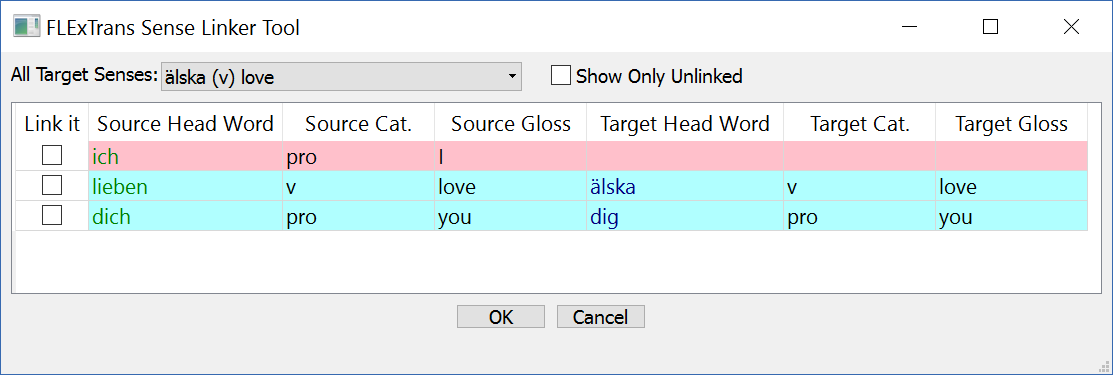 FLExTrans Sense Linker Tool
All Target Senses: älska (v) love Show Only Unlinked
Link it Source Head Word Source Cat. Source Gloss Target Head Word Target Cat. Target Gloss
ich pro I
lieben v love älska v love
dich pro you dig pro you
OK Cancel